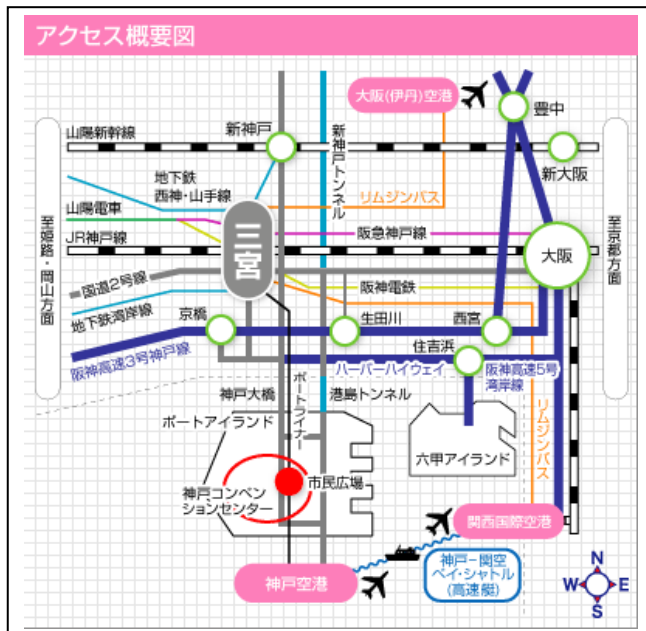 アクセス概要図
大阪(伊丹)空港
豊中
山陽新幹線
新神戸
新神戸トンネル
新大阪
地下鉄
西神・山手線
リムジンバス
山陽電車
三宮
阪急神戸線
JR神戸線
大阪
至姫路・岡山方面
至京都方面
国道2号線
阪神電鉄
地下鉄湾岸線
京橋
生田川
西宮
住吉浜
阪神高速3号神戸線
ハーバーハイウェイ
阪神高速5号
湾岸線
神戸大橋
ポートライナー
港島トンネル
リムジンバス
ポートアイランド
六甲アイランド
神戸コンベン
ションセンター
市民広場
関西国際空港
神戸空港
神戸-関空
ベイ・シャトル
(高速艇)
N
W
E
S